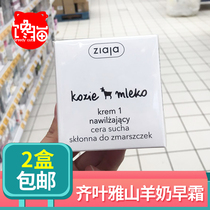 ziaja
kozie mleko
krem 1
nawilżający
cera sucha
skłonna do zmarszczek
2盒
包邮
齐叶雅山羊奶早霜